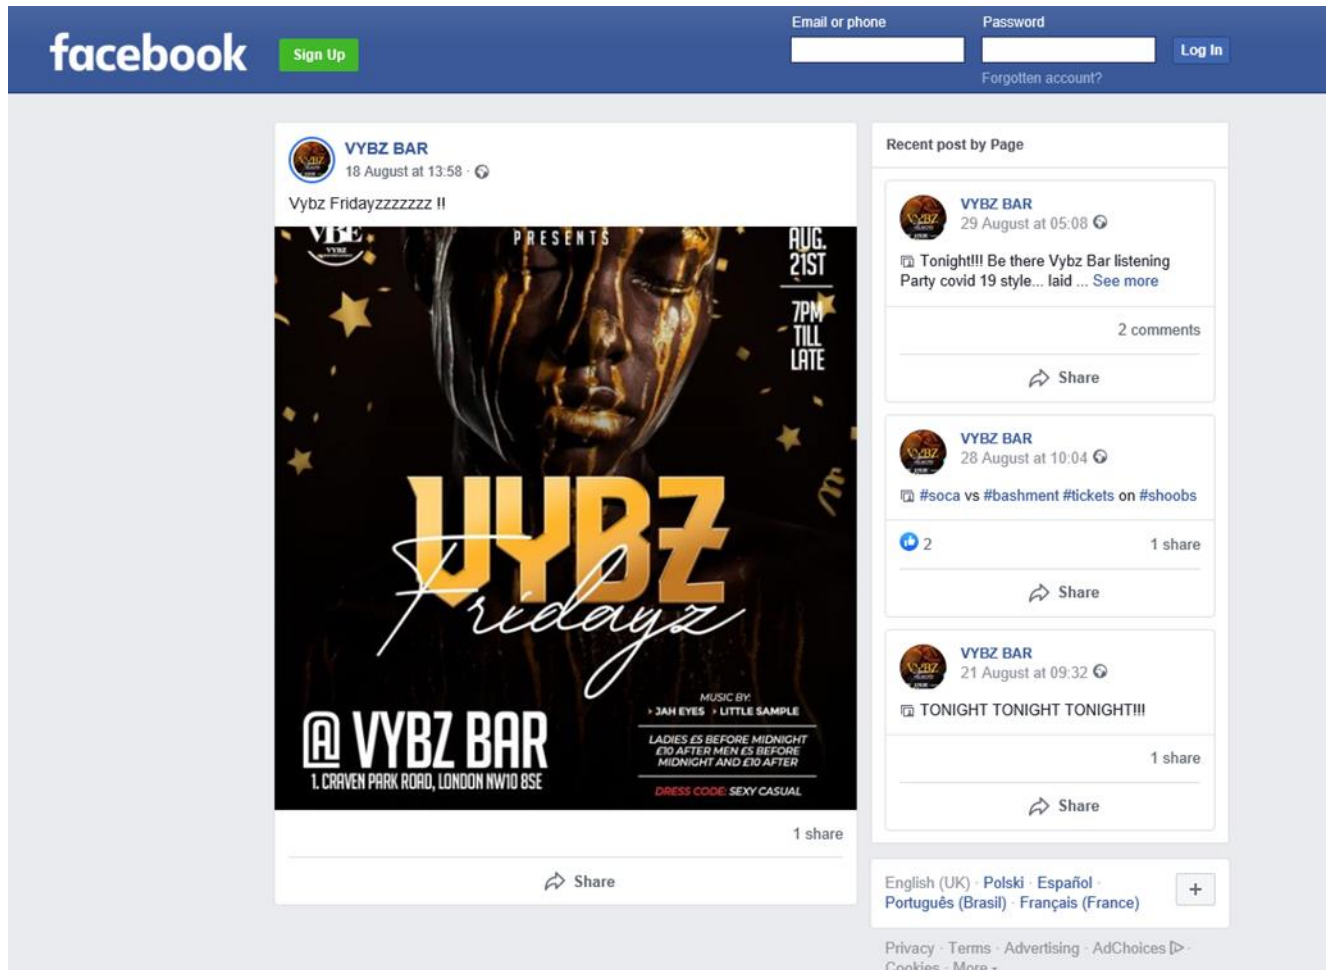 facebook
Sign Up
Email or phone
Password
Log In
Forgotten account?
VYBZ BAR
18 August at 13:58 ·
Vybz Fridayzzzzzzz !!
VBE
VYBZ
PRESENTS
AUG.
21ST
7PM
TILL
LATE
VYBZ
Fridayz
@ VYBZ BAR
1. CRAVEN PARK ROAD, LONDON NW10 8SE
MUSIC BY:
JAH EYES LITTLE SAMPLE
LADIES £5 BEFORE MIDNIGHT
£10 AFTER MEN £5 BEFORE
MIDNIGHT AND £10 AFTER
DRESS CODE: SEXY CASUAL
1 share
Share
Recent post by Page
VYBZ BAR
29 August at 05:08
Tonight!!! Be there Vybz Bar listening
Party covid 19 style... laid ... See more
2 comments
Share
VYBZ BAR
28 August at 10:04
#soca vs #bashment #tickets on #shoobs
2
1 share
Share
VYBZ BAR
21 August at 09:32
TONIGHT TONIGHT TONIGHT!!!
1 share
Share
English (UK) · Polski · Español ·
Português (Brasil) · Français (France)
+
Privacy · Terms · Advertising · AdChoices ·
Cookies · More